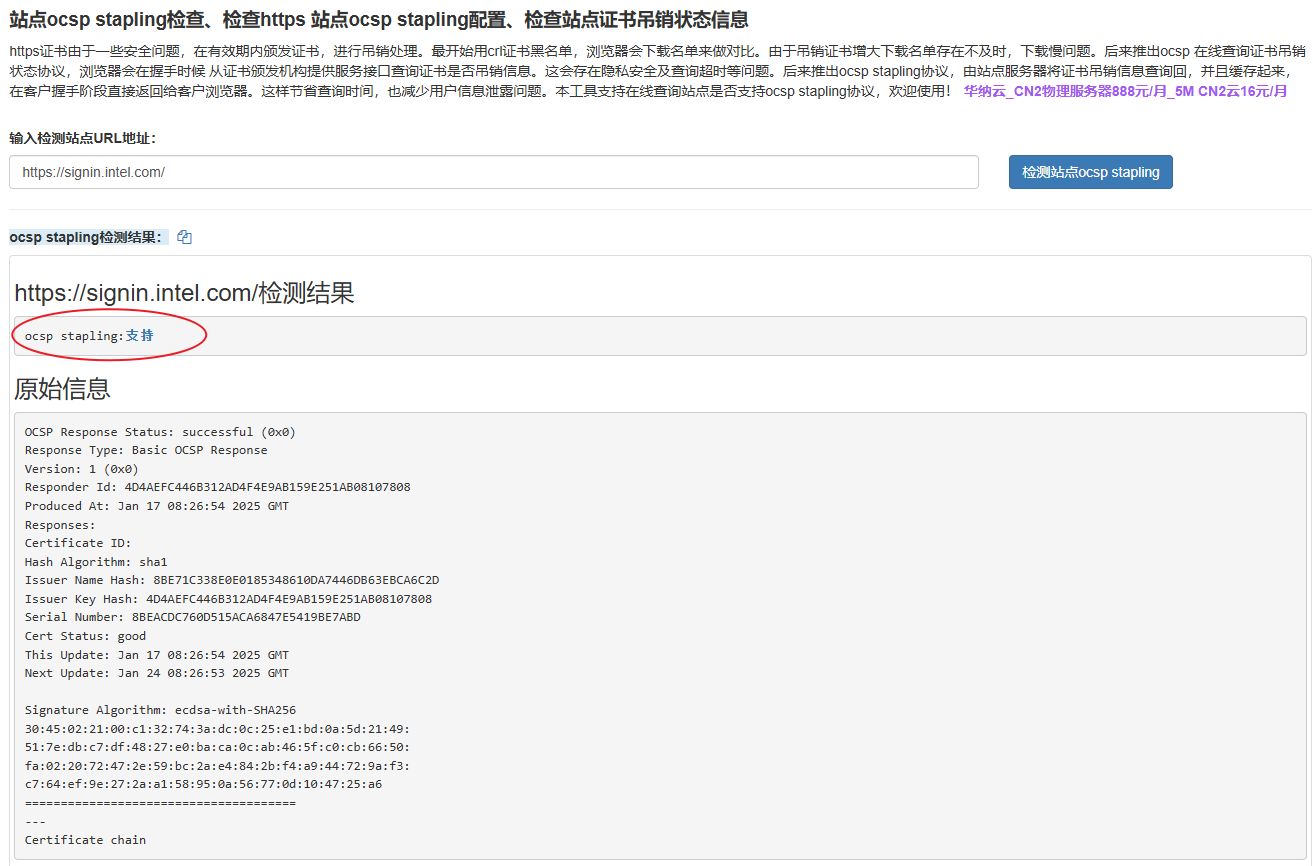 站点ocsp stapling检查、检查https 站点ocsp stapling配置、检查站点证书吊销状态信息
https证书由于一些安全问题，在有效期内颁发证书，进行吊销处理。最开始用crl证书黑名单，浏览器会下载名单来做对比。由于吊销证书增大下载名单存在不及时，下载慢问题。后来推出ocsp 在线查询证书吊销
状态协议，浏览器会在握手时候 从证书颁发机构提供服务接口查询证书是否吊销信息。这会存在隐私安全及查询超时等问题。后来推出ocsp stapling协议，由站点服务器将证书吊销信息查询回，并且缓存起来，
在客户握手阶段直接返回给客户浏览器。这样节省查询时间，也减少用户信息泄露问题。本工具支持在线查询站点是否支持ocsp stapling协议，欢迎使用！ 华纳云_CN2物理服务器888元/月_5M CN2云16元/月
输入检测站点URL地址：
https://signin.intel.com/
检测站点ocsp stapling
ocsp stapling检测结果：
https://signin.intel.com/检测结果
ocsp stapling:支持
原始信息
OCSP Response Status: successful (0x0)
Response Type: Basic OCSP Response
Version: 1 (0x0)
Responder Id: 4D4AEFC446B312AD4F4E9AB159E251AB08107808
Produced At: Jan 17 08:26:54 2025 GMT
Responses:
Certificate ID:
Hash Algorithm: sha1
Issuer Name Hash: 8BE71C338E0E0185348610DA7446DB63EBCA6C2D
Issuer Key Hash: 4D4AEFC446B312AD4F4E9AB159E251AB08107808
Serial Number: 8BEACDC760D515ACA6847E5419BE7ABD
Cert Status: good
This Update: Jan 17 08:26:54 2025 GMT
Next Update: Jan 24 08:26:53 2025 GMT
Signature Algorithm: ecdsa-with-SHA256
30:45:02:21:00:c1:32:74:3a:dc:0c:25:e1:bd:0a:5d:21:49:
51:7e:db:c7:df:48:27:e0:ba:ca:0c:ab:46:5f:c0:cb:66:50:
fa:02:20:72:47:2e:59:bc:2a:e4:84:2b:f4:a9:44:72:9a:f3:
c7:64:ef:9e:27:2a:a1:58:95:0a:56:77:0d:10:47:25:a6
======================================
---
Certificate chain